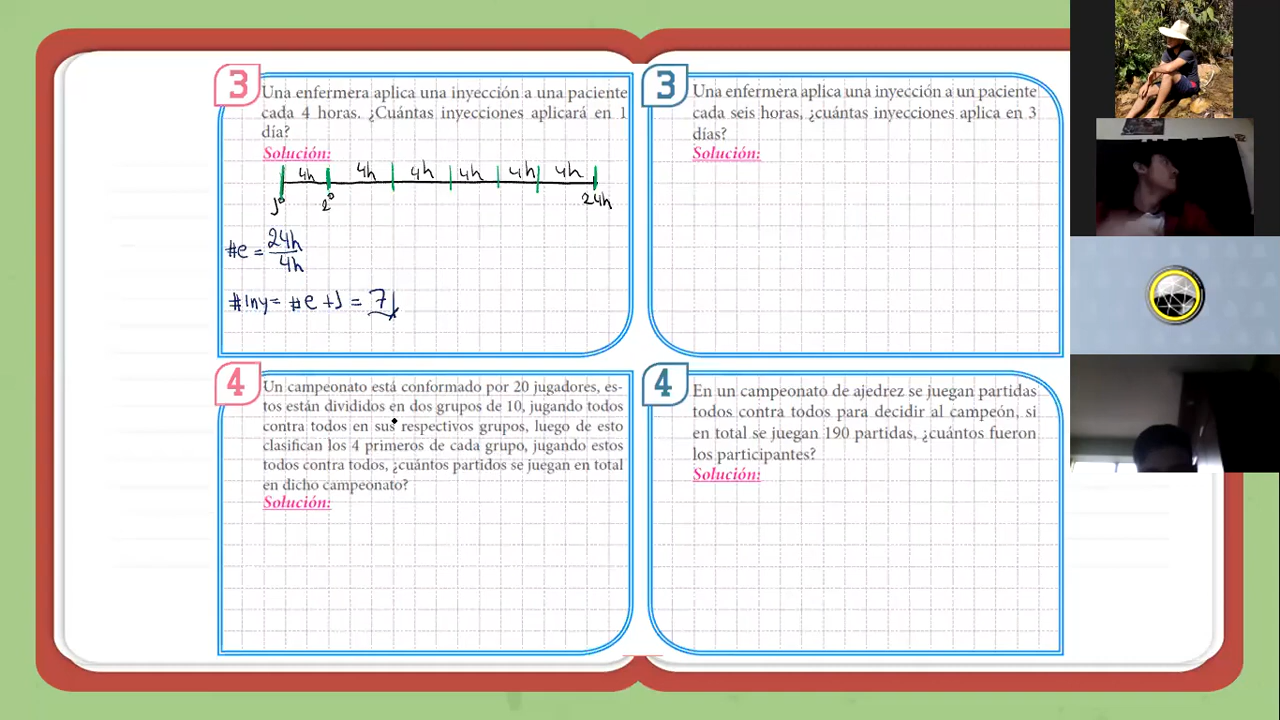 3
Una enfermera aplica una inyección a una paciente
cada 4 horas. ¿Cuántas inyecciones aplicará en 1
día?
Solución:
4h 4h 4h 4h 4h 4h
1° 2° 24h
#e = 24h
4h
#Iny = #e + 1 = 7
4
Un campeonato está conformado por 20 jugadores, es-
tos están divididos en dos grupos de 10, jugando todos
contra todos en sus respectivos grupos, luego de esto
clasifican los 4 primeros de cada grupo, jugando estos
todos contra todos, ¿cuántos partidos se juegan en total
en dicho campeonato?
Solución:
3
Una enfermera aplica una inyección a un paciente
cada seis horas, ¿cuántas inyecciones aplica en 3
días?
Solución:
4
En un campeonato de ajedrez se juegan partidas
todos contra todos para decidir al campeón, si
en total se juegan 190 partidas, ¿cuántos fueron
los participantes?
Solución: